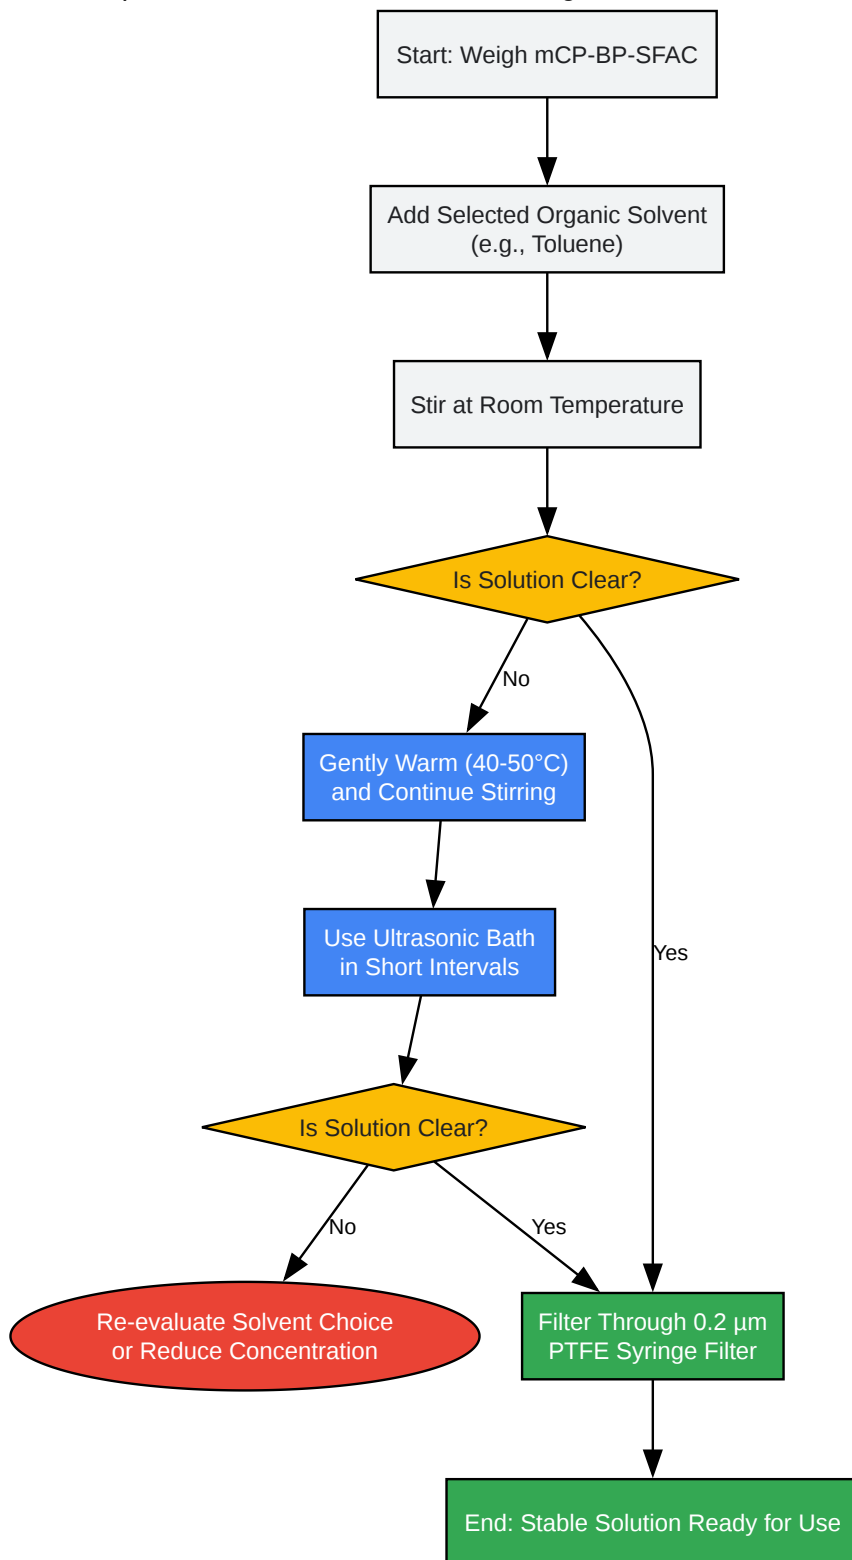 Start: Weigh mCP-BP-SFAC
Add Selected Organic Solvent
(e.g., Toluene)
Stir at Room Temperature
Is Solution Clear?
No
Gently Warm (40-50°C)
and Continue Stirring
Use Ultrasonic Bath
in Short Intervals
Yes
Is Solution Clear?
No
Yes
Re-evaluate Solvent Choice
or Reduce Concentration
Filter Through 0.2 µm
PTFE Syringe Filter
End: Stable Solution Ready for Use